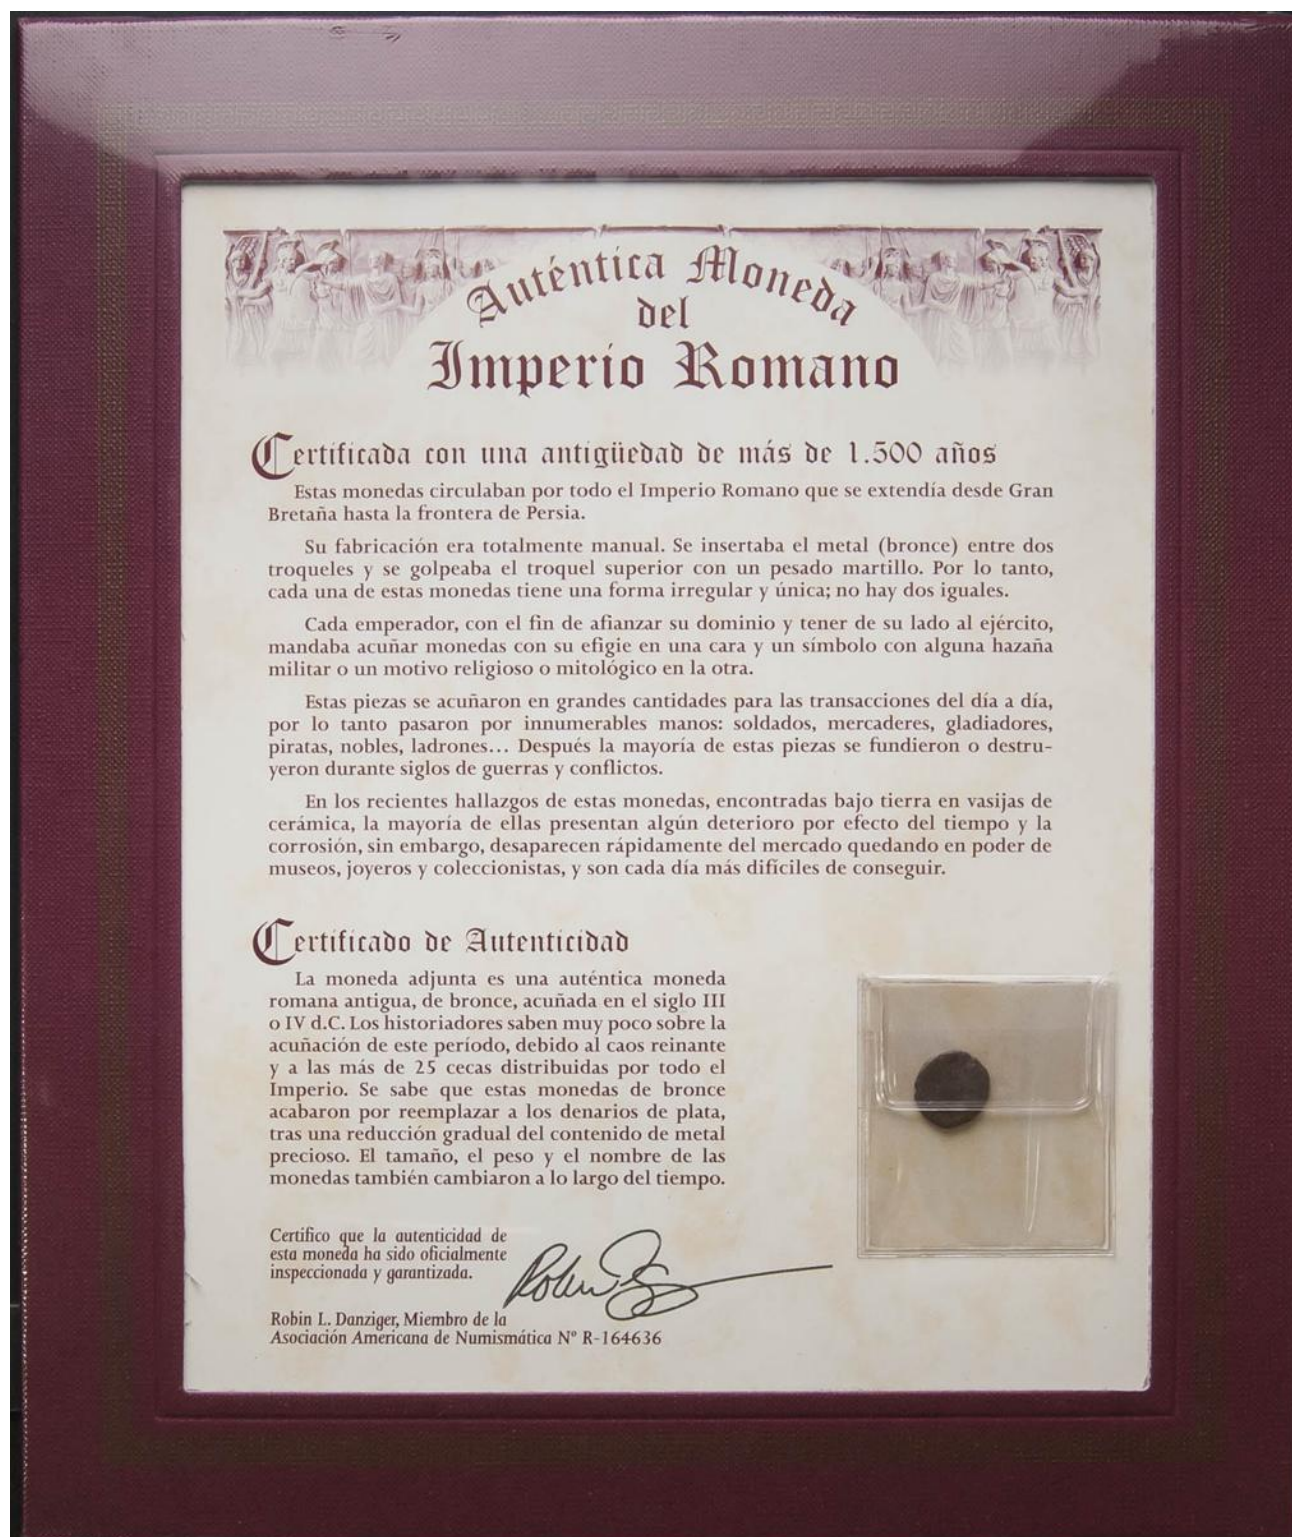 Auténtica Moneda
del
Imperio Romano
Certificada con una antigüedad de más de 1.500 años
Estas monedas circulaban por todo el Imperio Romano que se extendía desde Gran
Bretaña hasta la frontera de Persia.
Su fabricación era totalmente manual. Se insertaba el metal (bronce) entre dos
troqueles y se golpeaba el troquel superior con un pesado martillo. Por lo tanto,
cada una de estas monedas tiene una forma irregular y única; no hay dos iguales.
Cada emperador, con el fin de afianzar su dominio y tener de su lado al ejército,
mandaba acuñar monedas con su efigie en una cara y un símbolo con alguna hazaña
militar o un motivo religioso o mitológico en la otra.
Estas piezas se acuñaron en grandes cantidades para las transacciones del día a día,
por lo tanto pasaron por innumerables manos: soldados, mercaderes, gladiadores,
piratas, nobles, ladrones... Después la mayoría de estas piezas se fundieron o destru-
yeron durante siglos de guerras y conflictos.
En los recientes hallazgos de estas monedas, encontradas bajo tierra en vasijas de
cerámica, la mayoría de ellas presentan algún deterioro por efecto del tiempo y la
corrosión, sin embargo, desaparecen rápidamente del mercado quedando en poder de
museos, joyeros y coleccionistas, y son cada día más difíciles de conseguir.
Certificado de Autenticidad
La moneda adjunta es una auténtica moneda
romana antigua, de bronce, acuñada en el siglo III
o IV d.C. Los historiadores saben muy poco sobre la
acuñación de este período, debido al caos reinante
y a las más de 25 cecas distribuidas por todo el
Imperio. Se sabe que estas monedas de bronce
acabaron por reemplazar a los denarios de plata,
tras una reducción gradual del contenido de metal
precioso. El tamaño, el peso y el nombre de las
monedas también cambiaron a lo largo del tiempo.
Certifico que la autenticidad de
esta moneda ha sido oficialmente
inspeccionada y garantizada.
Robin L. Danziger, Miembro de la
Asociación Americana de Numismática Nº R-164636